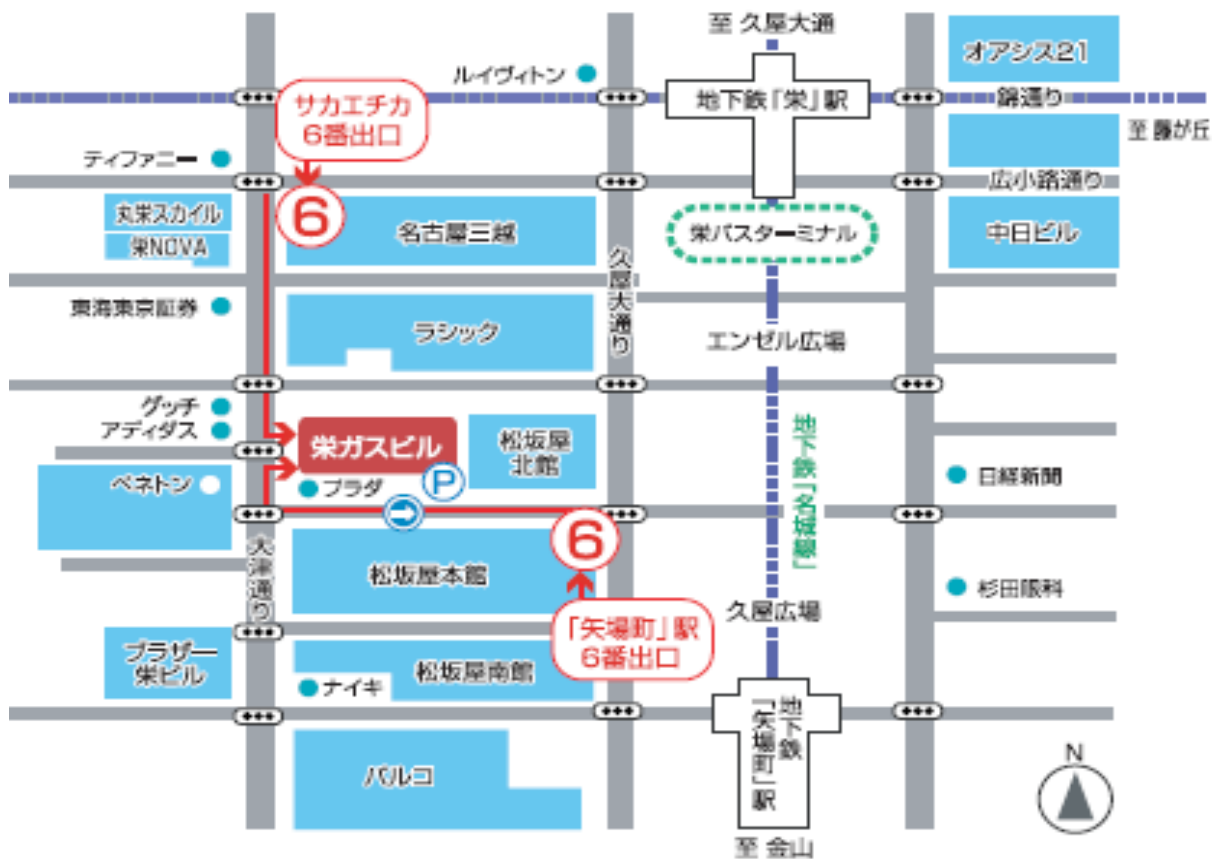 至 久屋大通
オアシス21
ルイヴィトン
地下鉄「栄」駅
錦通り
サカエチカ
6番出口
至 藤が丘
ティファニー
広小路通り
6
丸栄スカイル
栄NOVA
名古屋三越
栄バスターミナル
中日ビル
久屋大通り
東海東京証券
ラシック
エンゼル広場
グッチ
アディダス
栄ガスビル
松坂屋
北館
地下鉄「名城線」
ベネトン
プラダ
P
日経新聞
6
大津通り
松坂屋本館
杉田眼科
久屋広場
「矢場町」駅
6番出口
ブラザー
栄ビル
松坂屋南館
ナイキ
地下鉄
「矢場町」駅
パルコ
N
至 金山